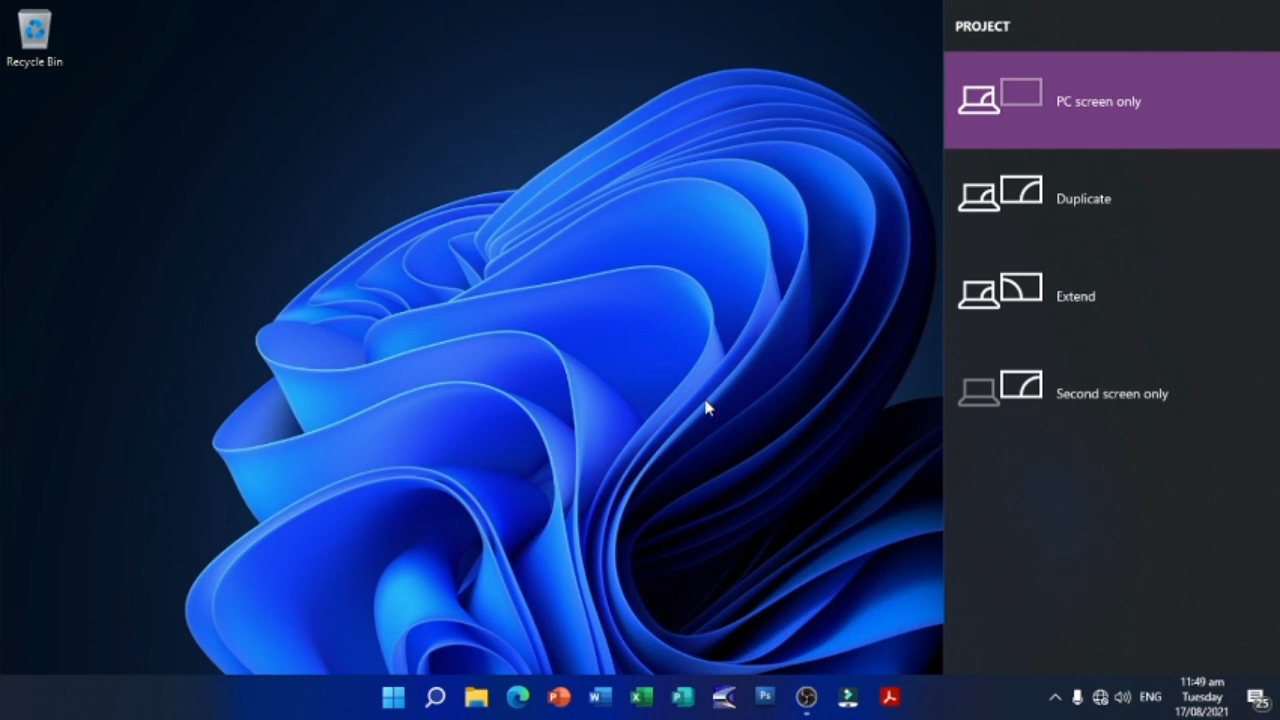 Recycle Bin
PROJECT
PC screen only
Duplicate
Extend
Second screen only
ENG
11:49 am
Tuesday
17/08/2021
25